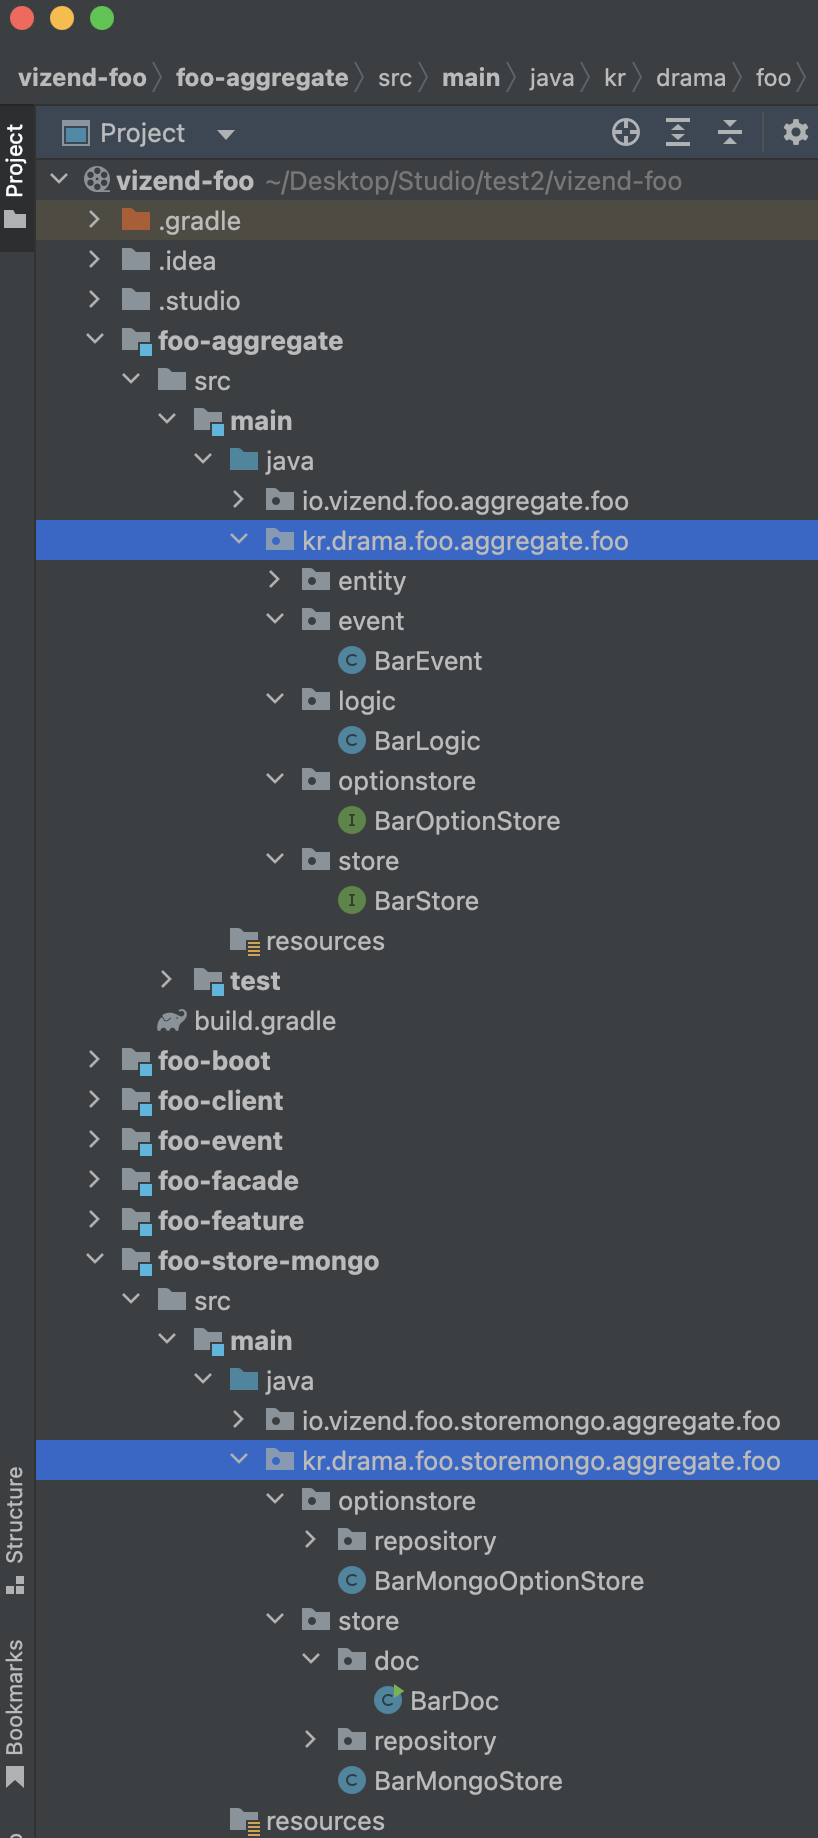 vizend-foo foo-aggregate src main java kr drama foo
Project
Project
vizend-foo ~/Desktop/Studio/test2/vizend-foo
.gradle
.idea
.studio
foo-aggregate
src
main
java
io.vizend.foo.aggregate.foo
kr.drama.foo.aggregate.foo
entity
event
C BarEvent
logic
C BarLogic
optionstore
I BarOptionStore
store
I BarStore
resources
test
build.gradle
foo-boot
foo-client
foo-event
foo-facade
foo-feature
foo-store-mongo
src
main
java
io.vizend.foo.storemongo.aggregate.foo
kr.drama.foo.storemongo.aggregate.foo
optionstore
repository
C BarMongoOptionStore
store
doc
C BarDoc
repository
C BarMongoStore
resources
Structure
Bookmarks